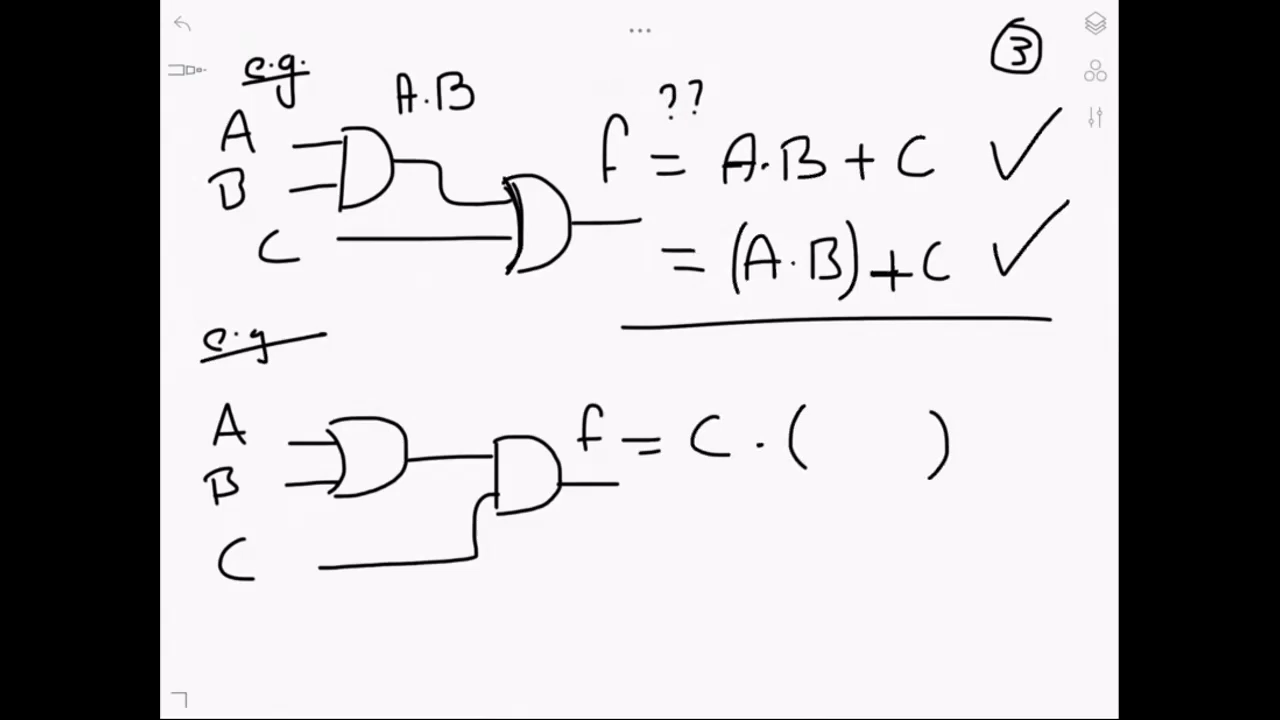 ③
e.g.
A.B
??
A
B
C
f = A.B + C ✓
= (A.B) + C ✓
e.g
A
B
C
f = C . ( )